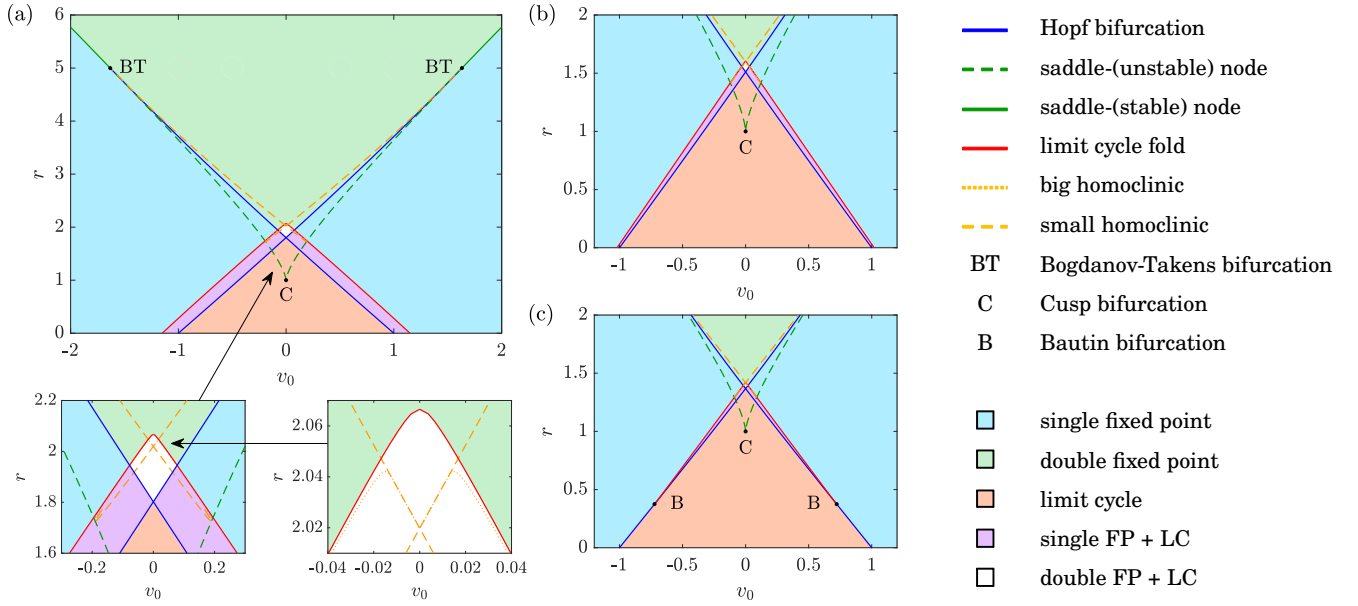 (a)
6
5
4
3
2
1
0
r
BT
BT
C
-2
-1
0
1
2
v0
2.2
2
1.8
1.6
r
-0.2
0
0.2
v0
2.06
2.04
2.02
r
-0.04
-0.02
0
0.02
0.04
v0
(b)
2
1.5
1
0.5
0
r
C
-1
-0.5
0
0.5
1
v0
(c)
2
1.5
1
0.5
0
r
C
B
B
-1
-0.5
0
0.5
1
v0
Hopf bifurcation
saddle-(unstable) node
saddle-(stable) node
limit cycle fold
big homoclinic
small homoclinic
BT Bogdanov-Takens bifurcation
C Cusp bifurcation
B Bautin bifurcation
single fixed point
double fixed point
limit cycle
single FP + LC
double FP + LC